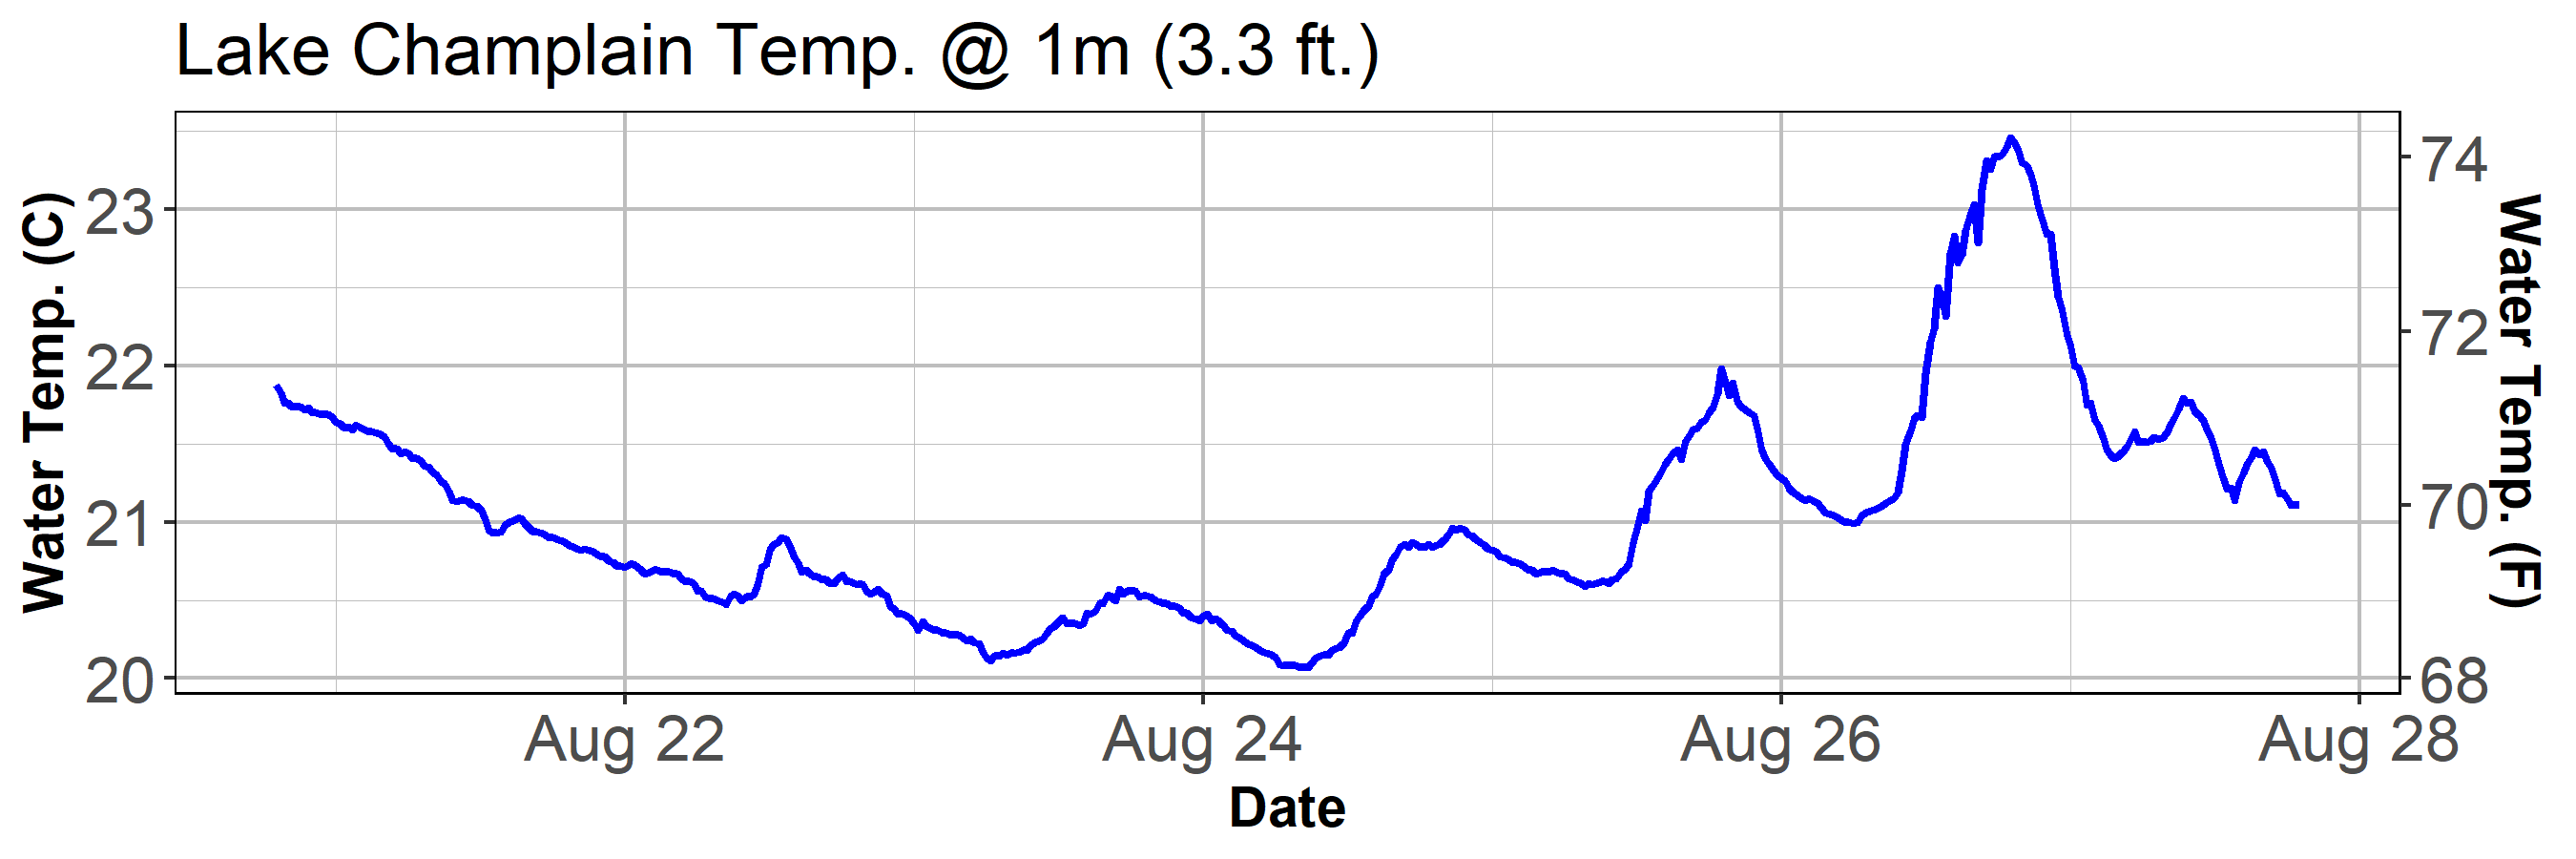 Lake Champlain Temp. @ 1m (3.3 ft.)
Water Temp. (C)
23
22
21
20
74
72
70
68
Water Temp. (F)
Aug 22
Aug 24
Aug 26
Aug 28
Date